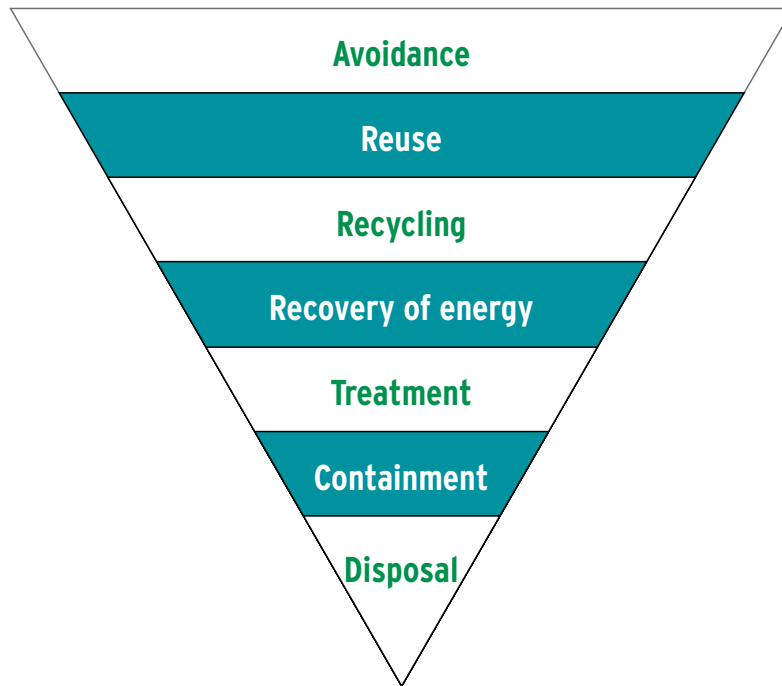 Avoidance
Reuse
Recycling
Recovery of energy
Treatment
Containment
Disposal